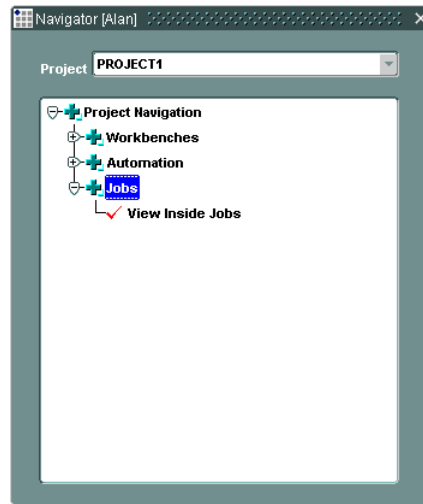 Navigator [Alan]
Project PROJECT1
Project Navigation
Workbenches
Automation
Jobs
View Inside Jobs